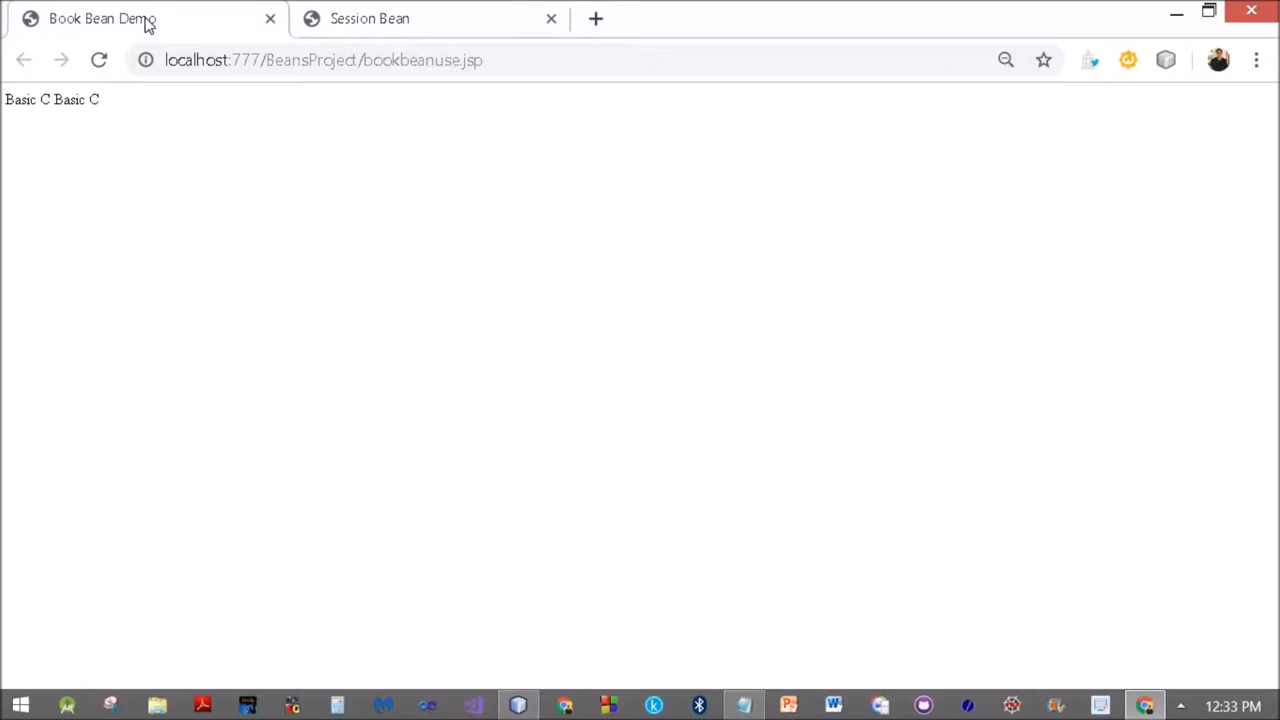 Book Bean Demo
Session Bean
localhost:777/BeansProject/bookbeanuse.jsp
Basic C Basic C
12:33 PM